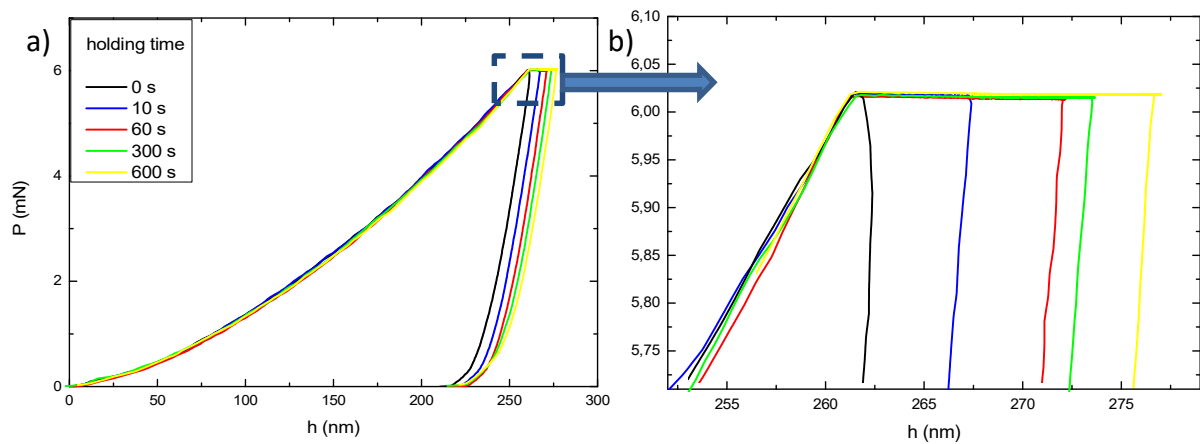 a)
holding time
0 s
10 s
60 s
300 s
600 s
P (mN)
6
4
2
0
0 50 100 150 200 250 300
h (nm)
b)
6,10
6,05
6,00
5,95
5,90
5,85
5,80
5,75
255 260 265 270 275
h (nm)